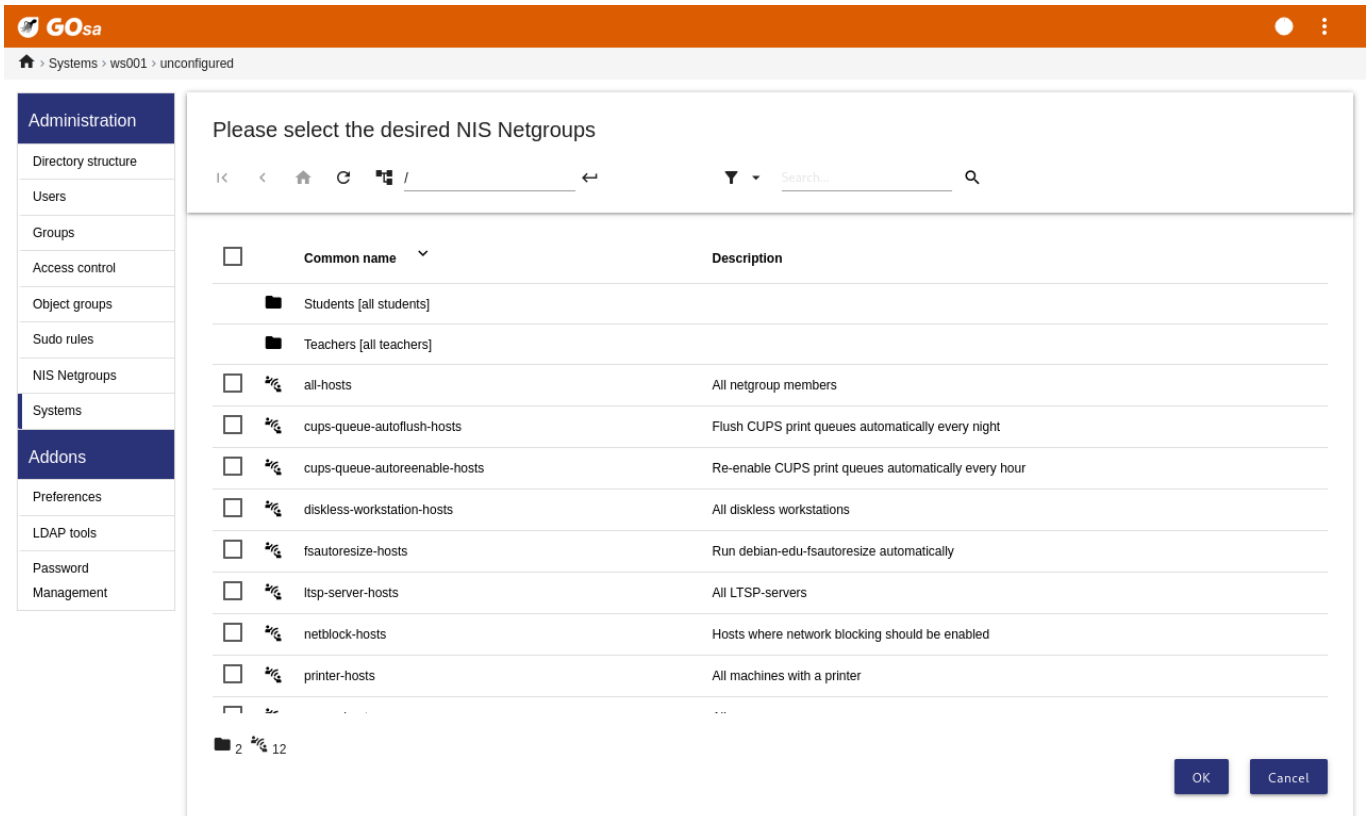 GOsa
› Systems › ws001 › unconfigured
Administration
Directory structure
Users
Groups
Access control
Object groups
Sudo rules
NIS Netgroups
Systems
Addons
Preferences
LDAP tools
Password
Management
Please select the desired NIS Netgroups
/
Search...
Common name Description
Students [all students]
Teachers [all teachers]
all-hosts All netgroup members
cups-queue-autoflush-hosts Flush CUPS print queues automatically every night
cups-queue-autoreenable-hosts Re-enable CUPS print queues automatically every hour
diskless-workstation-hosts All diskless workstations
fsautoresize-hosts Run debian-edu-fsautoresize automatically
ltsp-server-hosts All LTSP-servers
netblock-hosts Hosts where network blocking should be enabled
printer-hosts All machines with a printer
2 12
OK Cancel